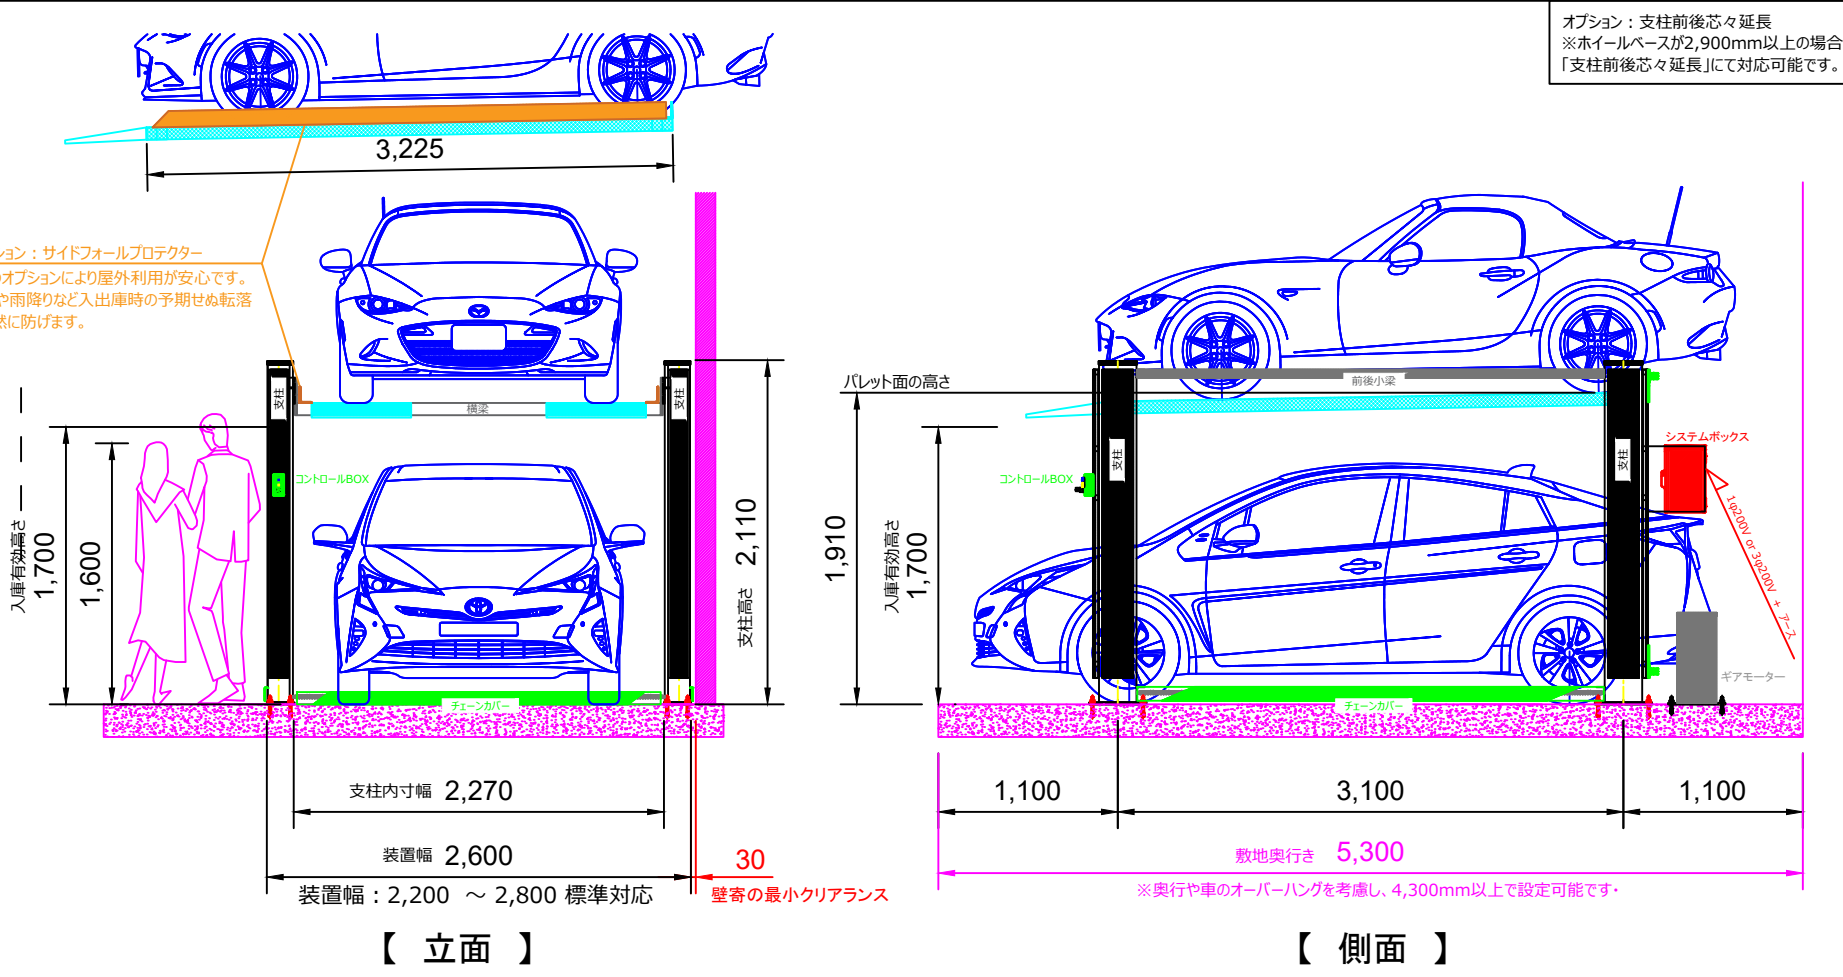 オプション : 支柱前後芯々延長
※ホイールベースが2,900mm以上の場合
「支柱前後芯々延長」にて対応可能です。
3,225
ション : サイドフォールプロテクター
オプションにより屋外利用が安心です。
や雨降りなど入出庫時の予期せぬ転落
然に防げます。
支柱
支柱
横梁
コントロールBOX
入庫有効高さ
1,700
1,600
支柱高さ 2,110
チェーンカバー
支柱内寸幅 2,270
装置幅 2,600
30
装置幅 : 2,200 ～ 2,800 標準対応
壁寄の最小クリアランス
【 立面 】
パレット面の高さ
前後小梁
支柱
支柱
システムボックス
コントロールBOX
1φ200V or 3φ200V + アース
1,910
入庫有効高さ
1,700
ギアモーター
チェーンカバー
1,100
3,100
1,100
敷地奥行き 5,300
※奥行や車のオーバーハングを考慮し、4,300mm以上で設定可能です・
【 側面 】